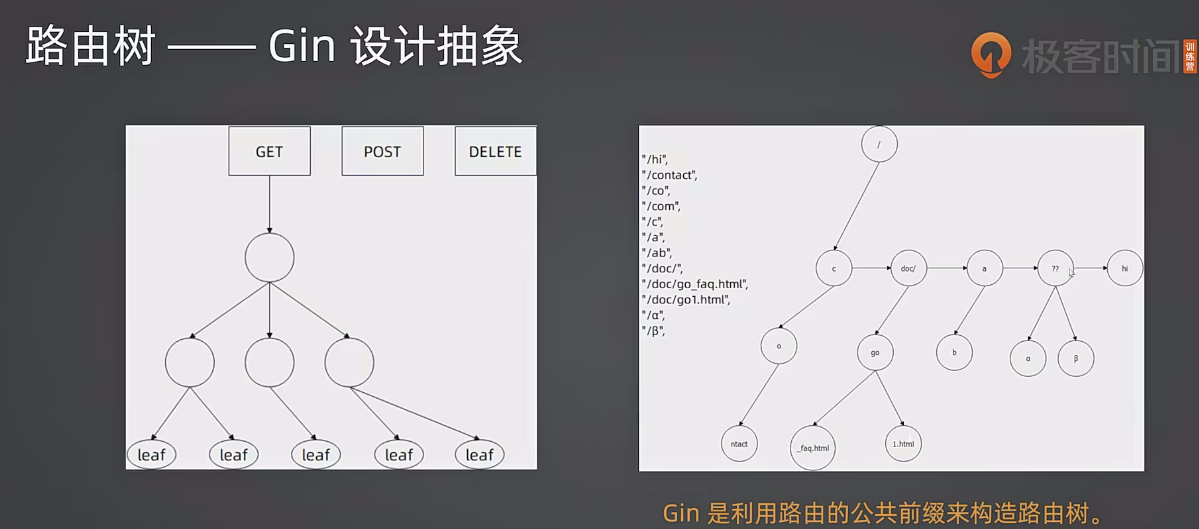 路由树 —— Gin 设计抽象
极客时间 训练营
GET POST DELETE
leaf leaf leaf leaf leaf
"/hi",
"/contact",
"/co",
"/com",
"/c",
"/a",
"/ab",
"/doc/",
"/doc/go_faq.html",
"/doc/go1.html",
"/α",
"/β",
/
c doc/ a ?? hi
o go b α β
ntact _faq.html 1.html
Gin 是利用路由的公共前缀来构造路由树。